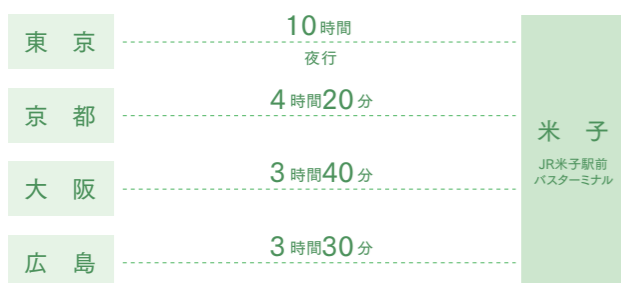 東京
10時間
夜行
京都
4時間20分
大阪
3時間40分
広島
3時間30分
米子
JR米子駅前
バスターミナル